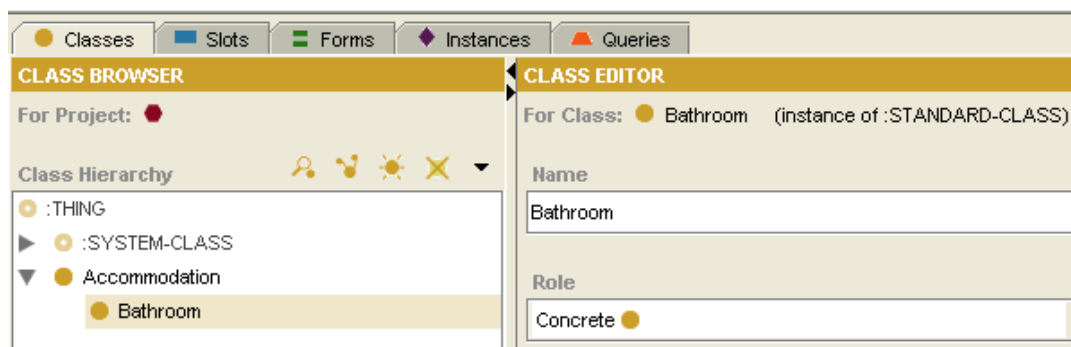 Classes Slots Forms Instances Queries
CLASS BROWSER
For Project:
Class Hierarchy
:THING
:SYSTEM-CLASS
Accommodation
Bathroom
CLASS EDITOR
For Class: Bathroom (instance of :STANDARD-CLASS)
Name
Bathroom
Role
Concrete